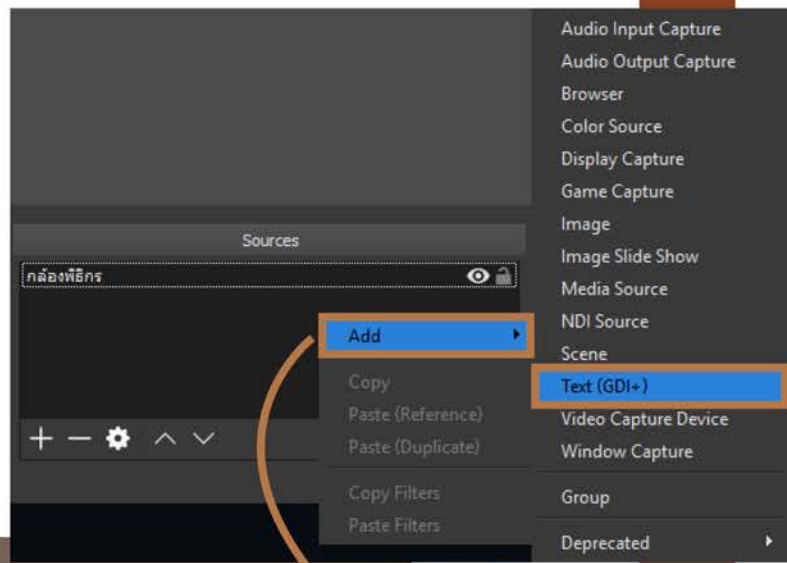 Sources
กล้องพิธีกร
Add
Copy
Paste (Reference)
Paste (Duplicate)
Copy Filters
Paste Filters
Audio Input Capture
Audio Output Capture
Browser
Color Source
Display Capture
Game Capture
Image
Image Slide Show
Media Source
NDI Source
Scene
Text (GDI+)
Video Capture Device
Window Capture
Group
Deprecated